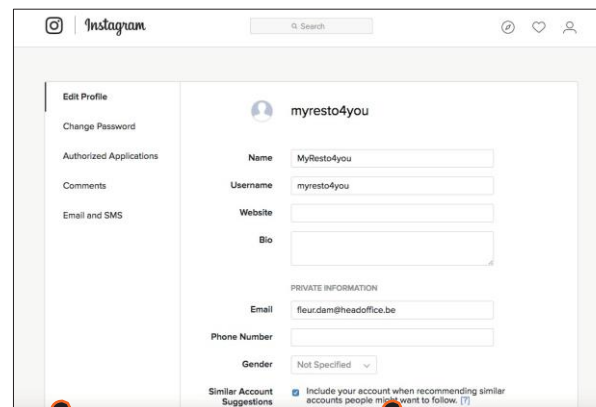 Instagram
Search
Edit Profile
Change Password
Authorized Applications
Comments
Email and SMS
myresto4you
Name MyResto4you
Username myresto4you
Website
Bio
PRIVATE INFORMATION
Email fleur.dam@headoffice.be
Phone Number
Gender Not Specified
Similar Account Suggestions
Include your account when recommending similar
accounts people might want to follow. [?]